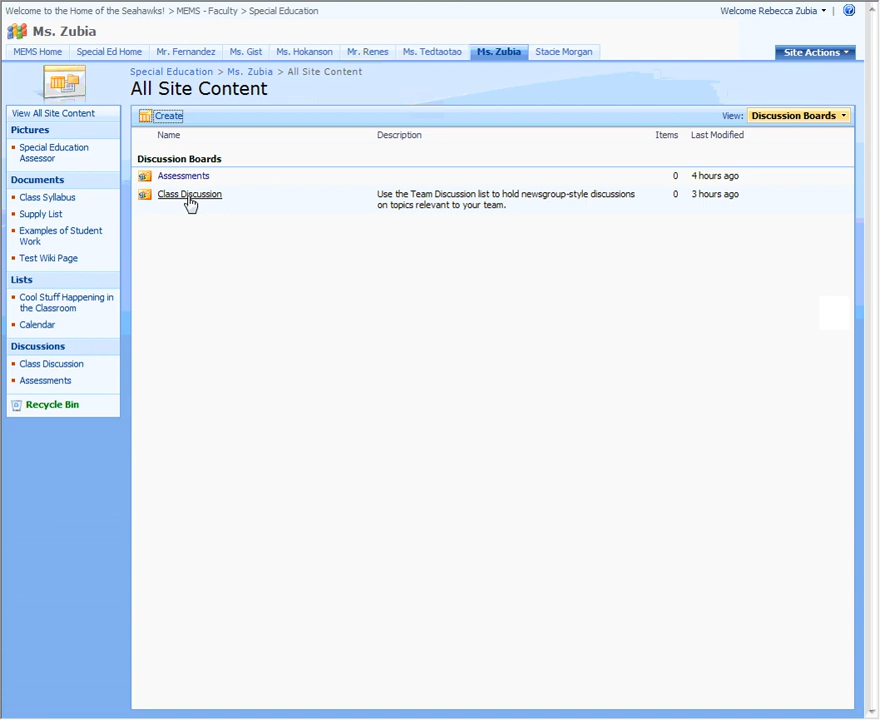 Welcome to the Home of the Seahawks! > MEMS - Faculty > Special Education
Welcome Rebecca Zubia
Ms. Zubia
MEMS Home Special Ed Home Mr. Fernandez Ms. Gist Ms. Hokanson Mr. Renes Ms. Tedtaotao Ms. Zubia Stacie Morgan Site Actions
Special Education > Ms. Zubia > All Site Content
All Site Content
View All Site Content
Pictures
Special Education
Assessor
Documents
Class Syllabus
Supply List
Examples of Student
Work
Test Wiki Page
Lists
Cool Stuff Happening in
the Classroom
Calendar
Discussions
Class Discussion
Assessments
Recycle Bin
Create View: Discussion Boards
Name Description Items Last Modified
Discussion Boards
Assessments 0 4 hours ago
Class Discussion Use the Team Discussion list to hold newsgroup-style discussions 0 3 hours ago
on topics relevant to your team.